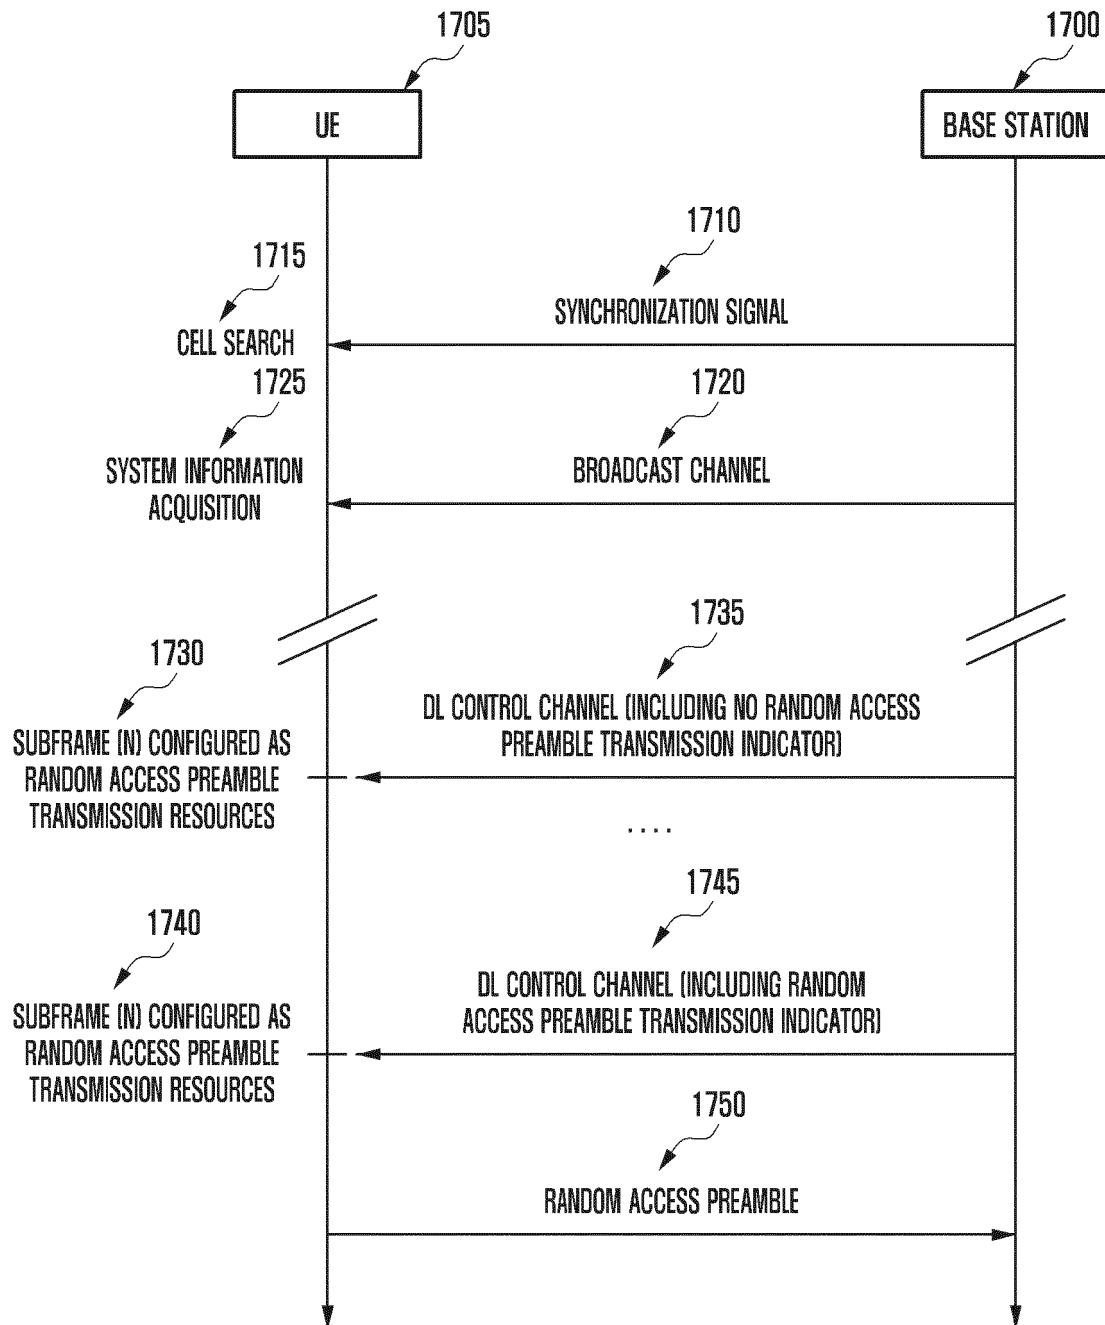 1705
1700
UE
BASE STATION
1710
1715
SYNCHRONIZATION SIGNAL
CELL SEARCH
1725
1720
SYSTEM INFORMATION
ACQUISITION
BROADCAST CHANNEL
1735
1730
DL CONTROL CHANNEL (INCLUDING NO RANDOM ACCESS
PREAMBLE TRANSMISSION INDICATOR)
SUBFRAME (N) CONFIGURED AS
RANDOM ACCESS PREAMBLE
TRANSMISSION RESOURCES
....
1745
1740
DL CONTROL CHANNEL (INCLUDING RANDOM
ACCESS PREAMBLE TRANSMISSION INDICATOR)
SUBFRAME (N) CONFIGURED AS
RANDOM ACCESS PREAMBLE
TRANSMISSION RESOURCES
1750
RANDOM ACCESS PREAMBLE